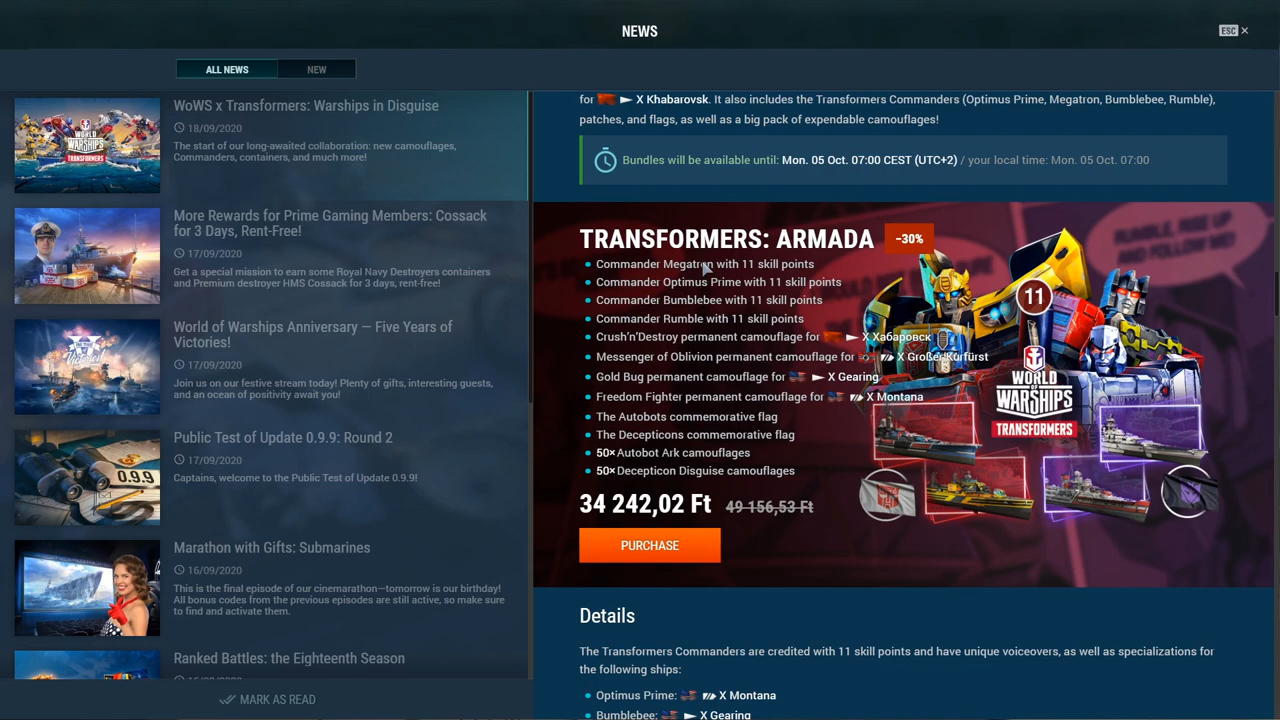 NEWS
ESC ×
ALL NEWS
NEW
WoWS x Transformers: Warships in Disguise
18/09/2020
The start of our long-awaited collaboration: new camouflages,
Commanders, containers, and much more!
More Rewards for Prime Gaming Members: Cossack
for 3 Days, Rent-Free!
17/09/2020
Get a special mission to earn some Royal Navy Destroyers containers
and Premium destroyer HMS Cossack for 3 days, rent-free!
World of Warships Anniversary — Five Years of
Victories!
17/09/2020
Join us on our festive stream today! Plenty of gifts, interesting guests,
and an ocean of positivity await you!
Public Test of Update 0.9.9: Round 2
17/09/2020
Captains, welcome to the Public Test of Update 0.9.9!
Marathon with Gifts: Submarines
16/09/2020
This is the final episode of our cinemarathon—tomorrow is our birthday!
All bonus codes from the previous episodes are still active, so make sure
to find and activate them.
Ranked Battles: the Eighteenth Season
MARK AS READ
WORLD OF WARSHIPS
TRANSFORMERS
0.9.9
for X Khabarovsk. It also includes the Transformers Commanders (Optimus Prime, Megatron, Bumblebee, Rumble),
patches, and flags, as well as a big pack of expendable camouflages!
Bundles will be available until: Mon. 05 Oct. 07:00 CEST (UTC+2) / your local time: Mon. 05 Oct. 07:00
TRANSFORMERS: ARMADA
-30%
Commander Megatron with 11 skill points
Commander Optimus Prime with 11 skill points
Commander Bumblebee with 11 skill points
Commander Rumble with 11 skill points
Crush'n'Destroy permanent camouflage for X Хабаровск
Messenger of Oblivion permanent camouflage for X Großer Kurfürst
Gold Bug permanent camouflage for X Gearing
Freedom Fighter permanent camouflage for X Montana
The Autobots commemorative flag
The Decepticons commemorative flag
50× Autobot Ark camouflages
50× Decepticon Disguise camouflages
34 242,02 Ft
49 156,53 Ft
PURCHASE
RUMBLE, RISE UP
AND FOLLOW ME!
11
WORLD
OF
WARSHIPS
TRANSFORMERS
Details
The Transformers Commanders are credited with 11 skill points and have unique voiceovers, as well as specializations for
the following ships:
Optimus Prime: X Montana
Bumblebee: X Gearing